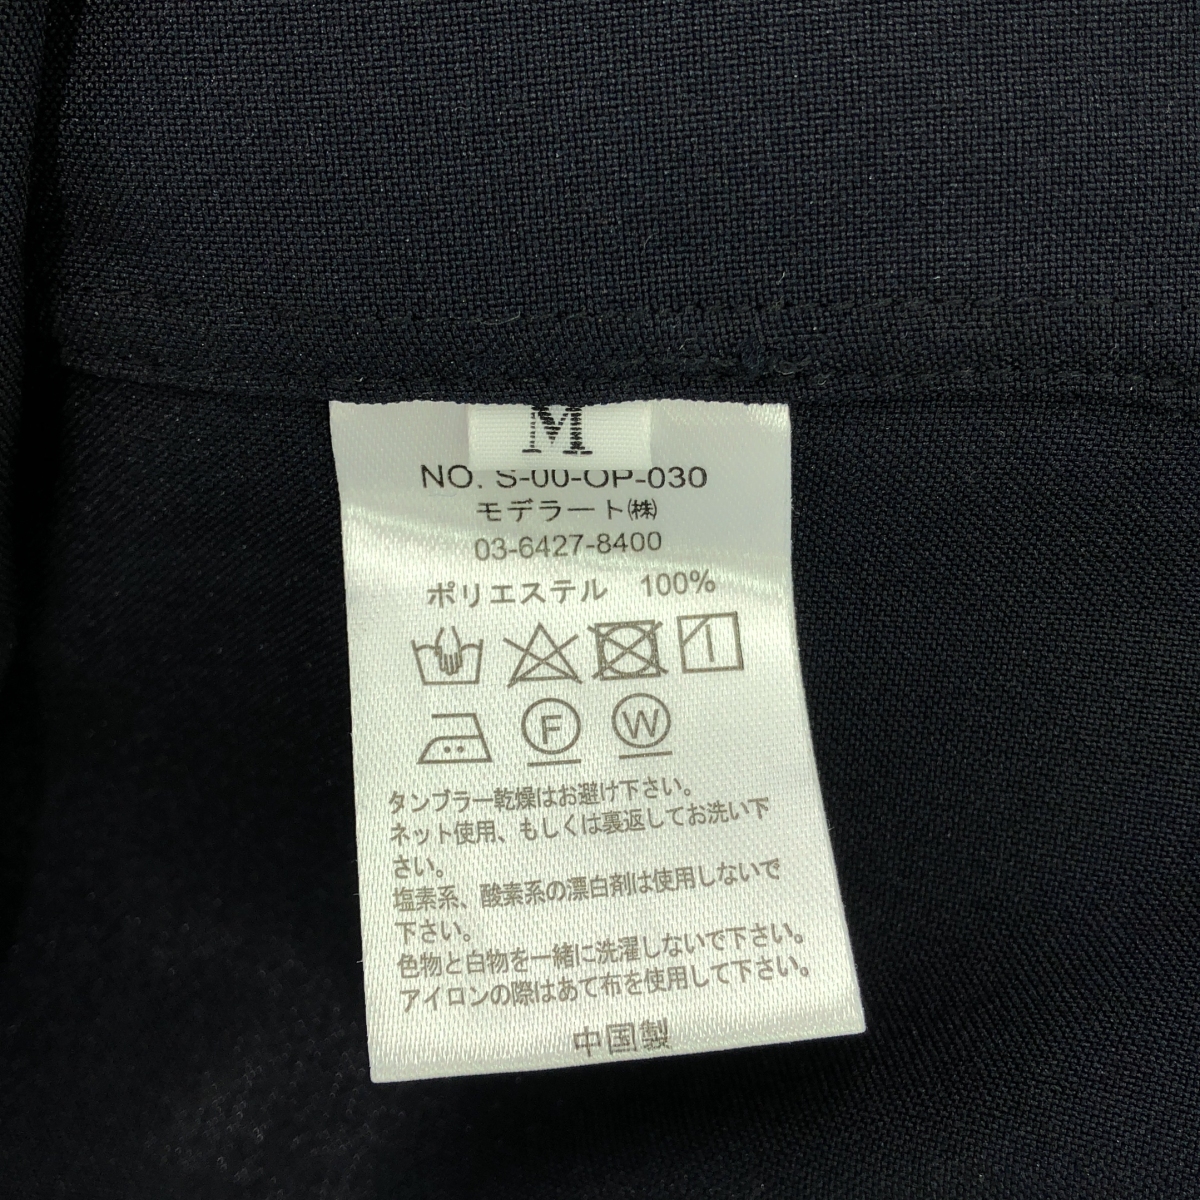 M
NO. S-00-OP-030
モデラート㈱
03-6427-8400
ポリエステル 100%
F W
タンブラー乾燥はお避け下さい。
ネット使用、もしくは裏返してお洗い下
さい。
塩素系、酸素系の漂白剤は使用しないで
下さい。
色物と白物を一緒に洗濯しないで下さい。
アイロンの際はあて布を使用して下さい。
中国製